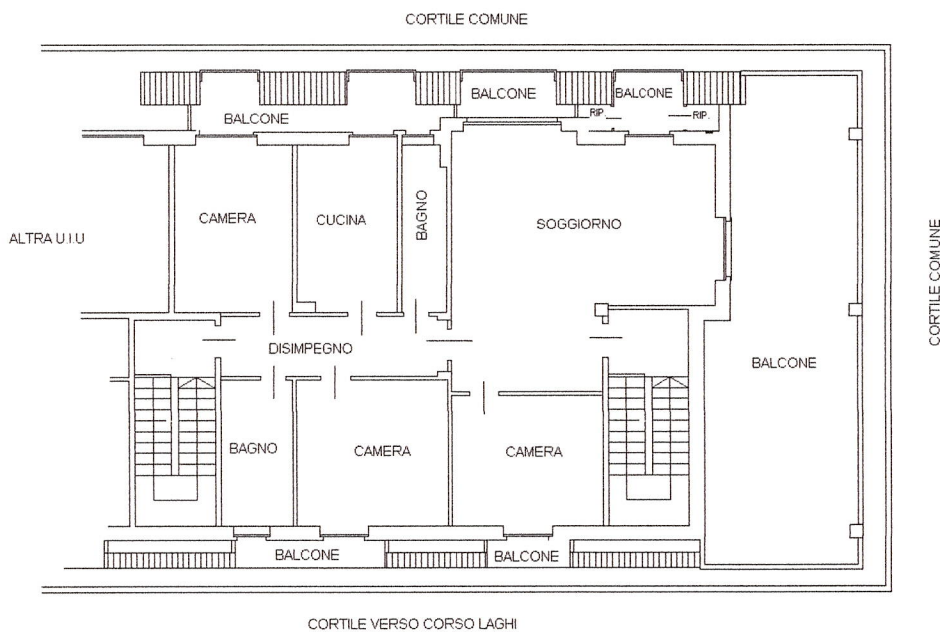 CORTILE COMUNE
BALCONE
BALCONE
BALCONE
RIP.
RIP.
CAMERA
CUCINA
BAGNO
SOGGIORNO
ALTRA U.I.U
CORTILE COMUNE
DISIMPEGNO
BALCONE
BAGNO
CAMERA
CAMERA
BALCONE
BALCONE
CORTILE VERSO CORSO LAGHI